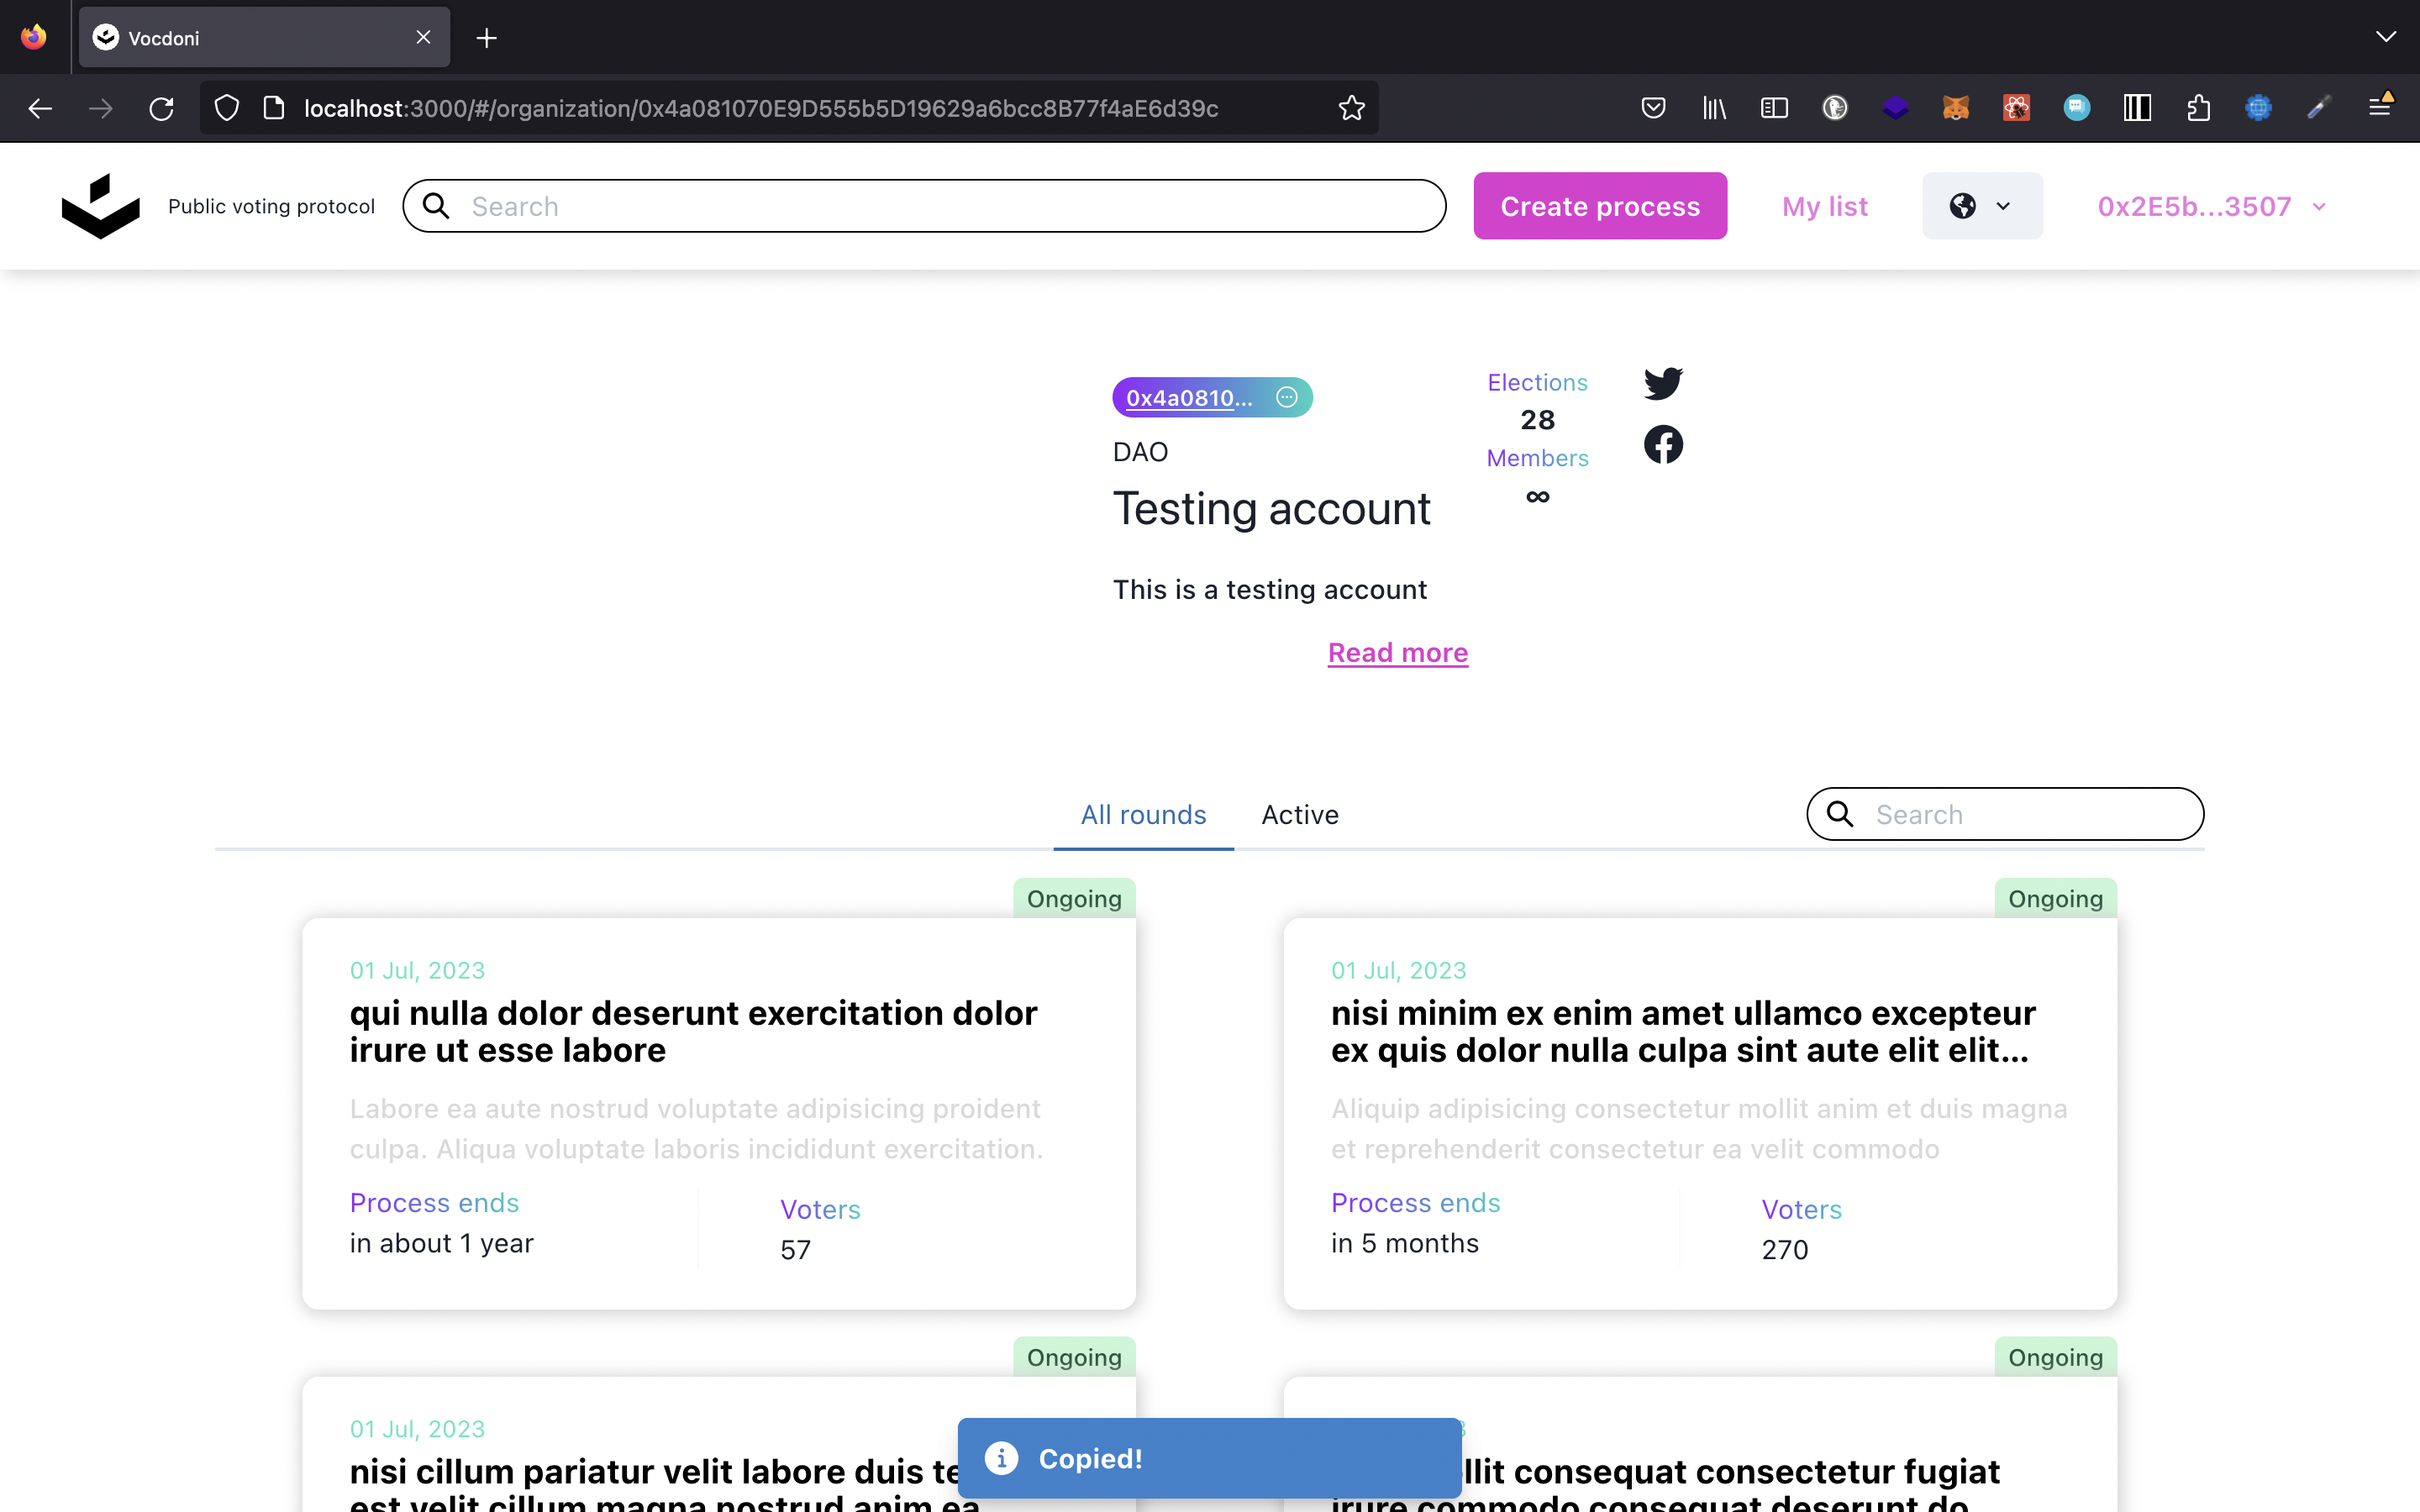 Vocdoni
localhost:3000/#/organization/0x4a081070E9D555b5D19629a6bcc8B77f4aE6d39c
Public voting protocol
Search
Create process
My list
0x2E5b...3507
0x4a0810...
DAO
Testing account
Elections
28
Members
∞
This is a testing account
Read more
All rounds
Active
Search
Ongoing
01 Jul, 2023
qui nulla dolor deserunt exercitation dolor
irure ut esse labore
Labore ea aute nostrud voluptate adipisicing proident
culpa. Aliqua voluptate laboris incididunt exercitation.
Process ends
in about 1 year
Voters
57
Ongoing
01 Jul, 2023
nisi minim ex enim amet ullamco excepteur
ex quis dolor nulla culpa sint aute elit elit...
Aliquip adipisicing consectetur mollit anim et duis magna
et reprehenderit consectetur ea velit commodo
Process ends
in 5 months
Voters
270
Ongoing
01 Jul, 2023
nisi cillum pariatur velit labore duis
est velit cillum magna nostrud anim ea
Ongoing
consequat consectetur fugiat
irure commodo consequat deserunt do
Copied!